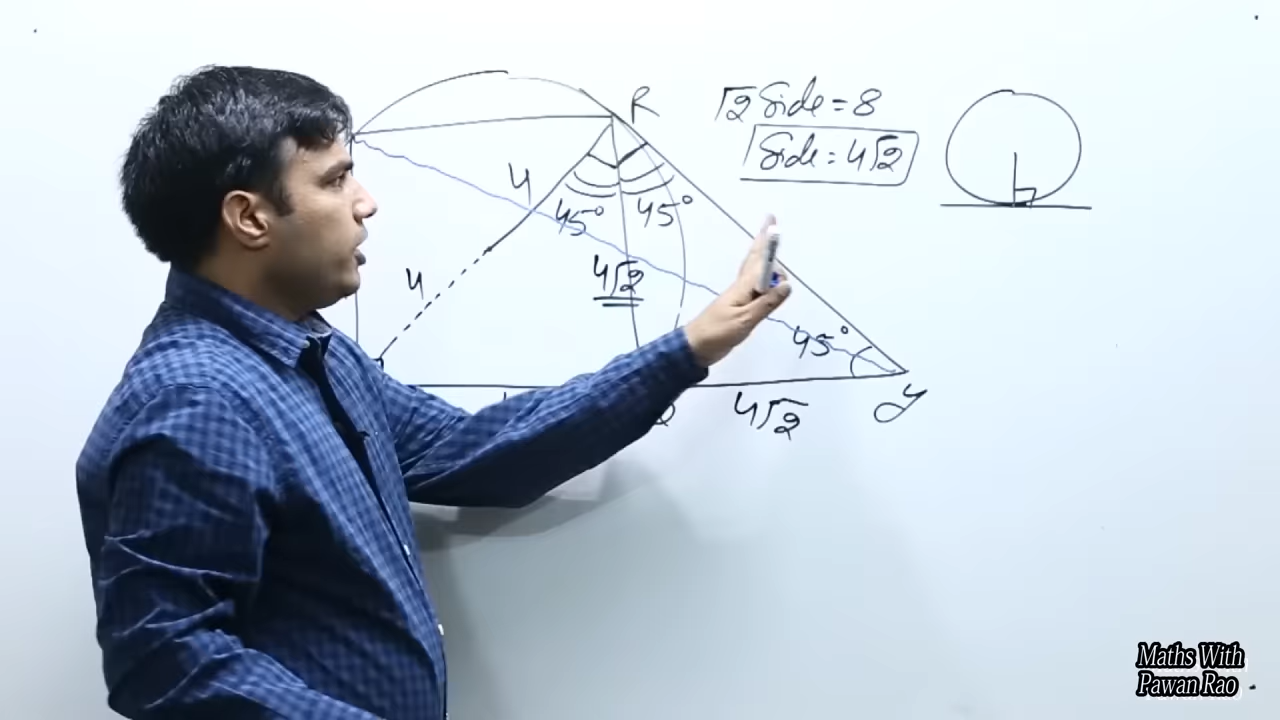 R
√2 Side = 8
Side = 4√2
4
45° 45°
4
4√2
45°
4√2
y
Maths With
Pawan Rao